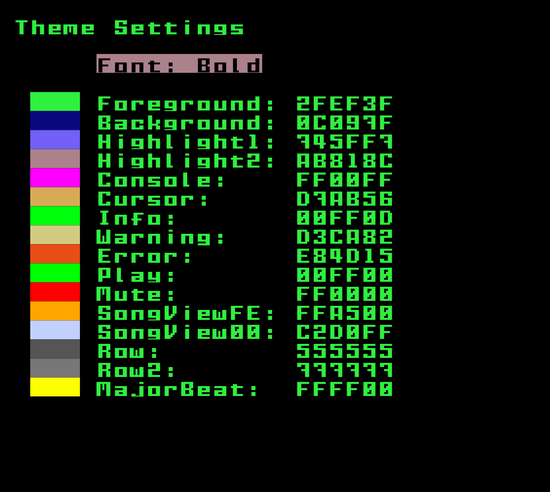 Theme Settings
Font: Bold
Foreground: 2FEF3F
Background: 0C097F
Highlight1: 745FF7
Highlight2: AB818C
Console: FF00FF
Cursor: D7AB56
Info: 00FF0D
Warning: D3CA82
Error: E84D15
Play: 00FF00
Mute: FF0000
SongViewFE: FFA500
SongView00: C2D0FF
Row: 555555
Row2: 777777
MajorBeat: FFFF00